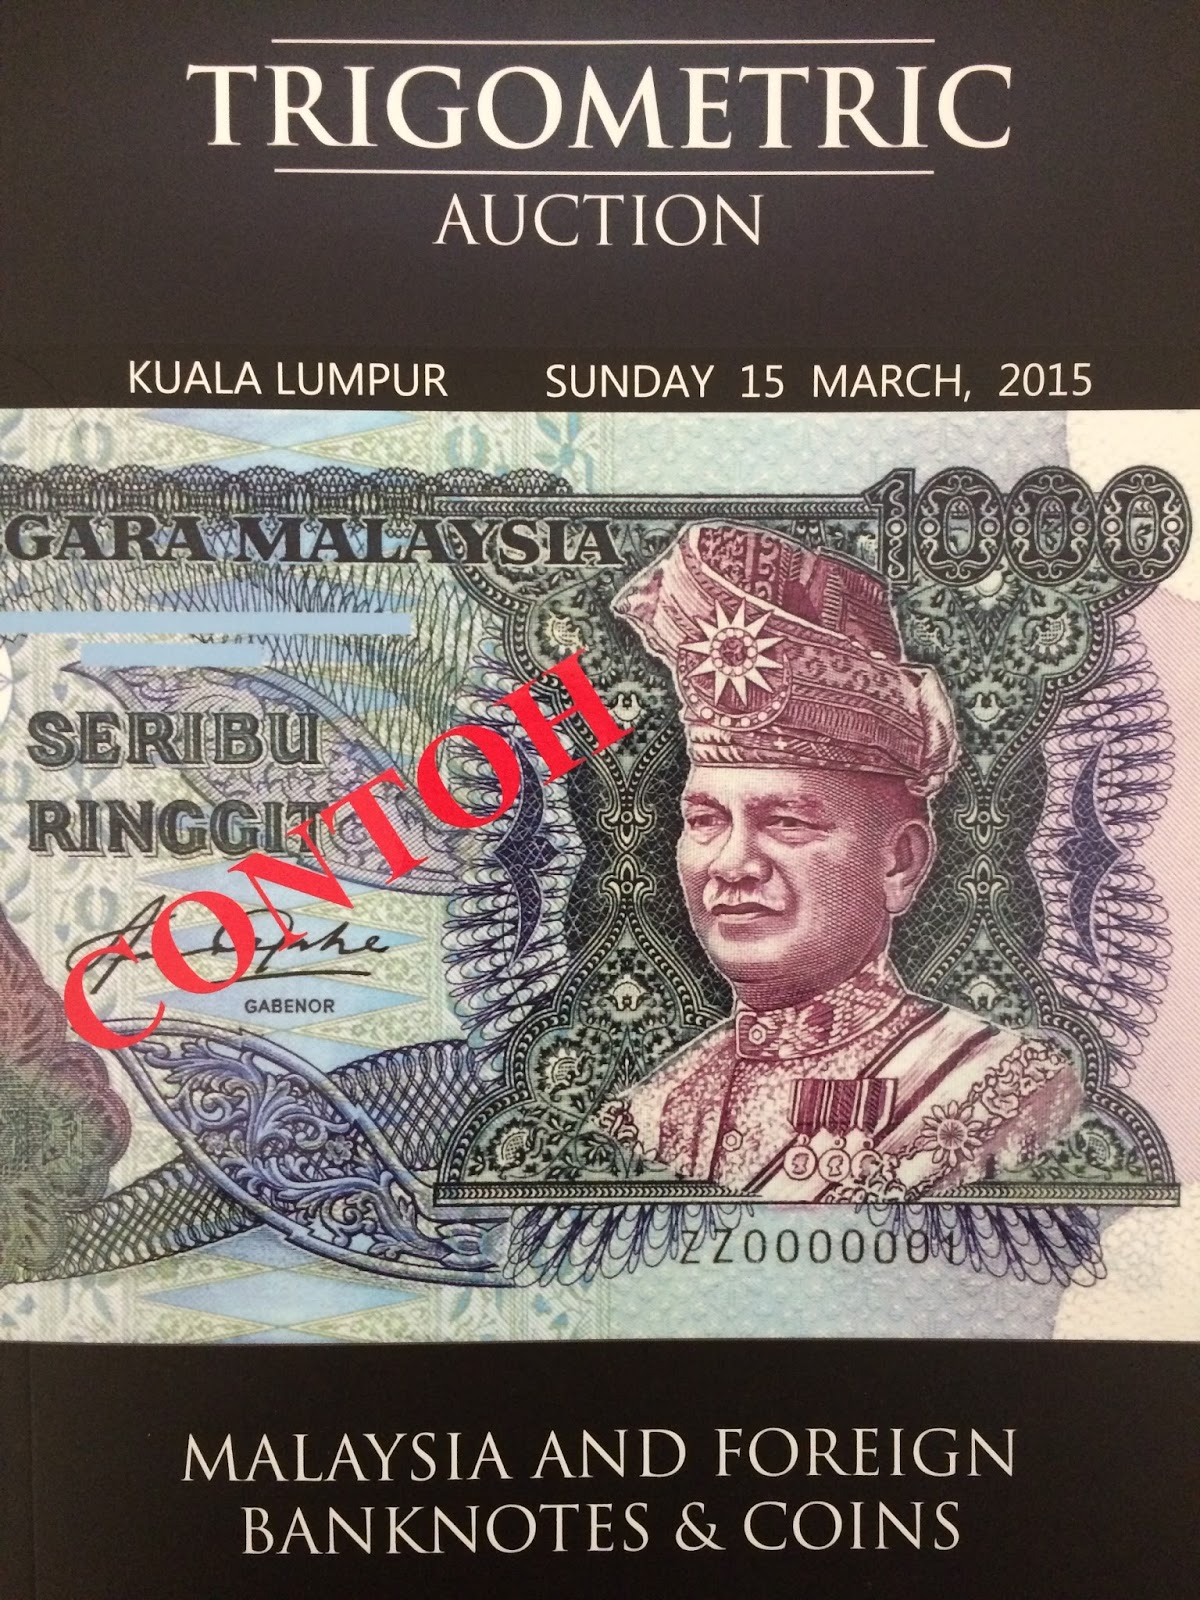 TRIGOMETRIC
AUCTION
KUALA LUMPUR SUNDAY 15 MARCH, 2015
GARA MALAYSIA 1000
SERIBU
RINGGIT
CONTOH
GABENOR
ZZ0000001
MALAYSIA AND FOREIGN
BANKNOTES & COINS